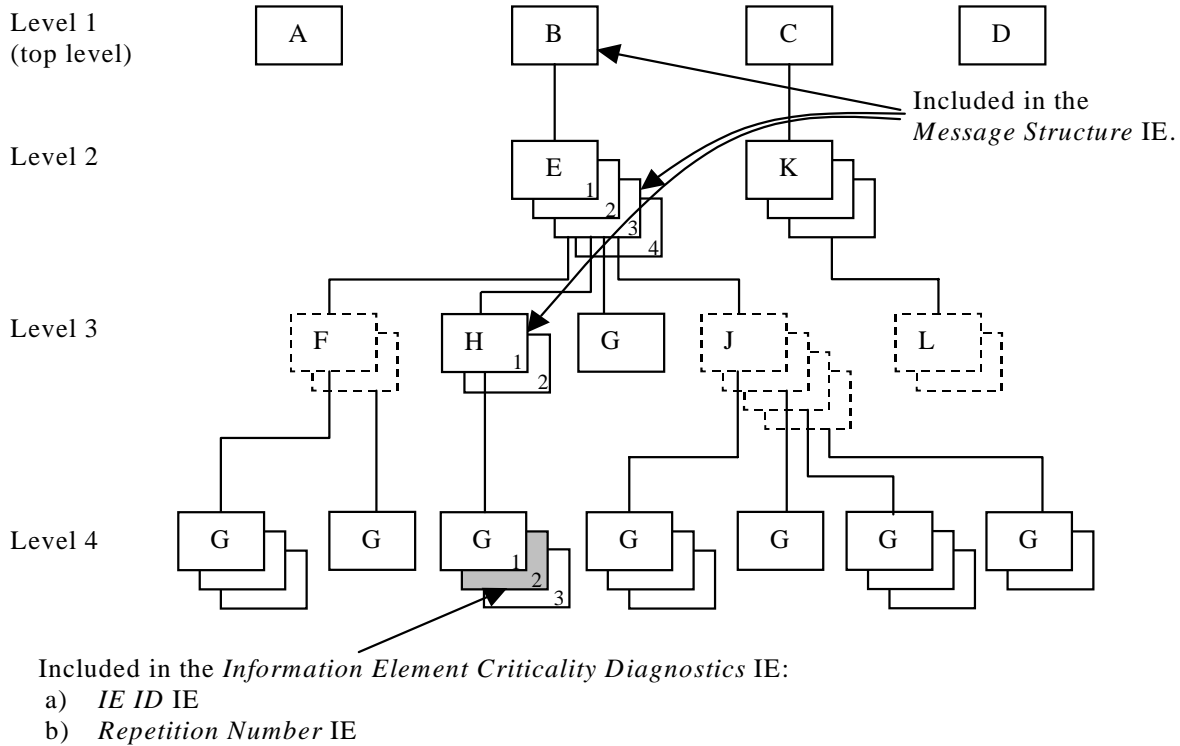 Level 1
(top level)
A
B
C
D
Included in the
Message Structure IE.
Level 2
E
1
2
3
4
K
Level 3
F
H
1
2
G
J
L
Level 4
G
G
G
1
2
3
G
G
G
G
Included in the Information Element Criticality Diagnostics IE:
a) IE ID IE
b) Repetition Number IE